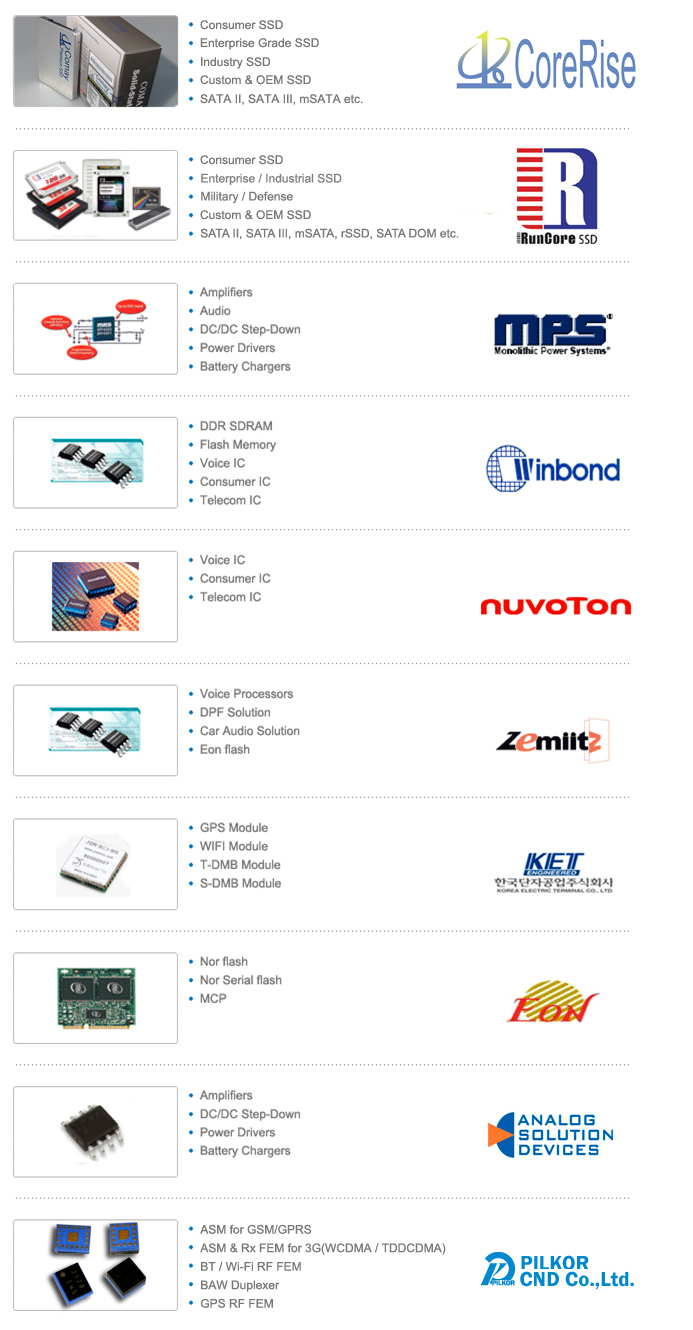 Consumer SSD
Enterprise Grade SSD
Industry SSD
Custom & OEM SSD
SATA II, SATA III, mSATA etc.
Comay
CoreRise
Consumer SSD
Enterprise / Industrial SSD
Military / Defense
Custom & OEM SSD
SATA II, SATA III, mSATA, rSSD, SATA DOM etc.
R
RunCore SSD
Amplifiers
Audio
DC/DC Step-Down
Power Drivers
Battery Chargers
mps
mPS
Monolithic Power Systems®
DDR SDRAM
Flash Memory
Voice IC
Consumer IC
Telecom IC
Winbond
Voice IC
Consumer IC
Telecom IC
nuvoTon
Voice Processors
DPF Solution
Car Audio Solution
Eon flash
Zemiitz
GPS Module
WIFI Module
T-DMB Module
S-DMB Module
KET
ENGINEERED
한국단자공업주식회사
KOREA ELECTRIC TERMINAL CO., LTD.
Nor flash
Nor Serial flash
MCP
Eon
Amplifiers
DC/DC Step-Down
Power Drivers
Battery Chargers
ANALOG
SOLUTION
DEVICES
ASM for GSM/GPRS
ASM & Rx FEM for 3G(WCDMA / TDDCDMA)
BT / Wi-Fi RF FEM
BAW Duplexer
GPS RF FEM
PILKOR
PILKOR
CND Co.,Ltd.